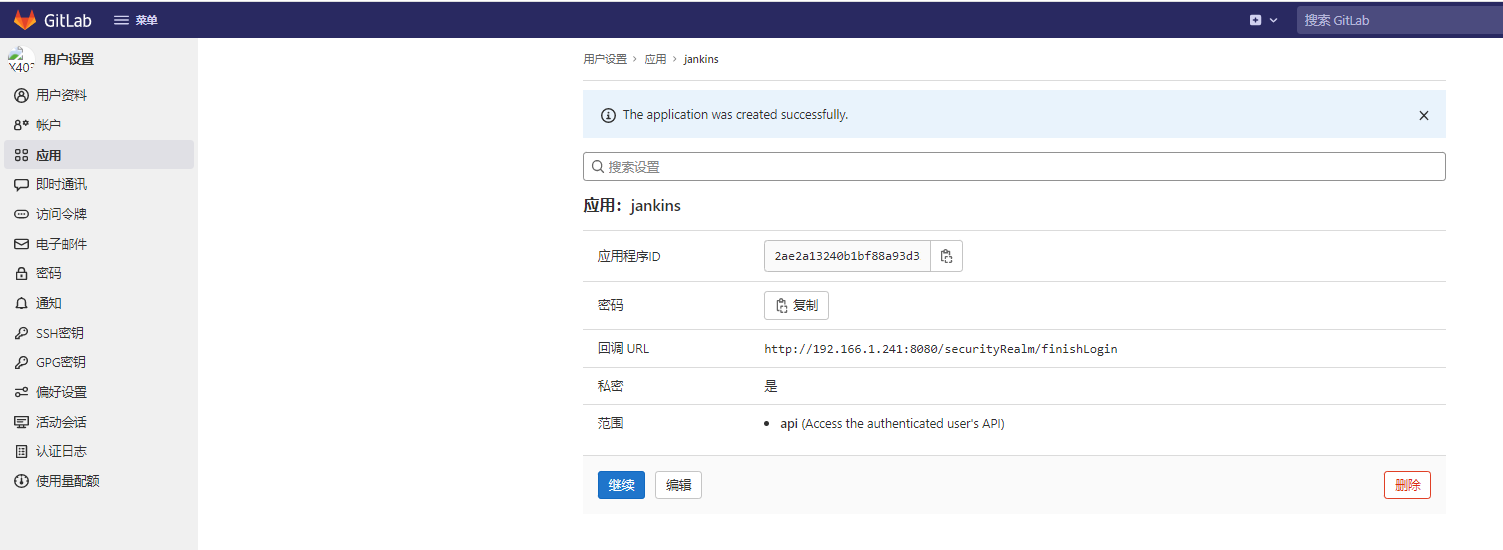 GitLab 菜单 搜索 GitLab
用户设置
用户资料
帐户
应用
即时通讯
访问令牌
电子邮件
密码
通知
SSH密钥
GPG密钥
偏好设置
活动会话
认证日志
使用量配额
用户设置 › 应用 › jankins
The application was created successfully.
搜索设置
应用：jankins
应用程序ID 2ae2a13240b1bf88a93d3
密码 复制
回调 URL http://192.166.1.241:8080/securityRealm/finishLogin
私密 是
范围 • api (Access the authenticated user's API)
继续 编辑 删除